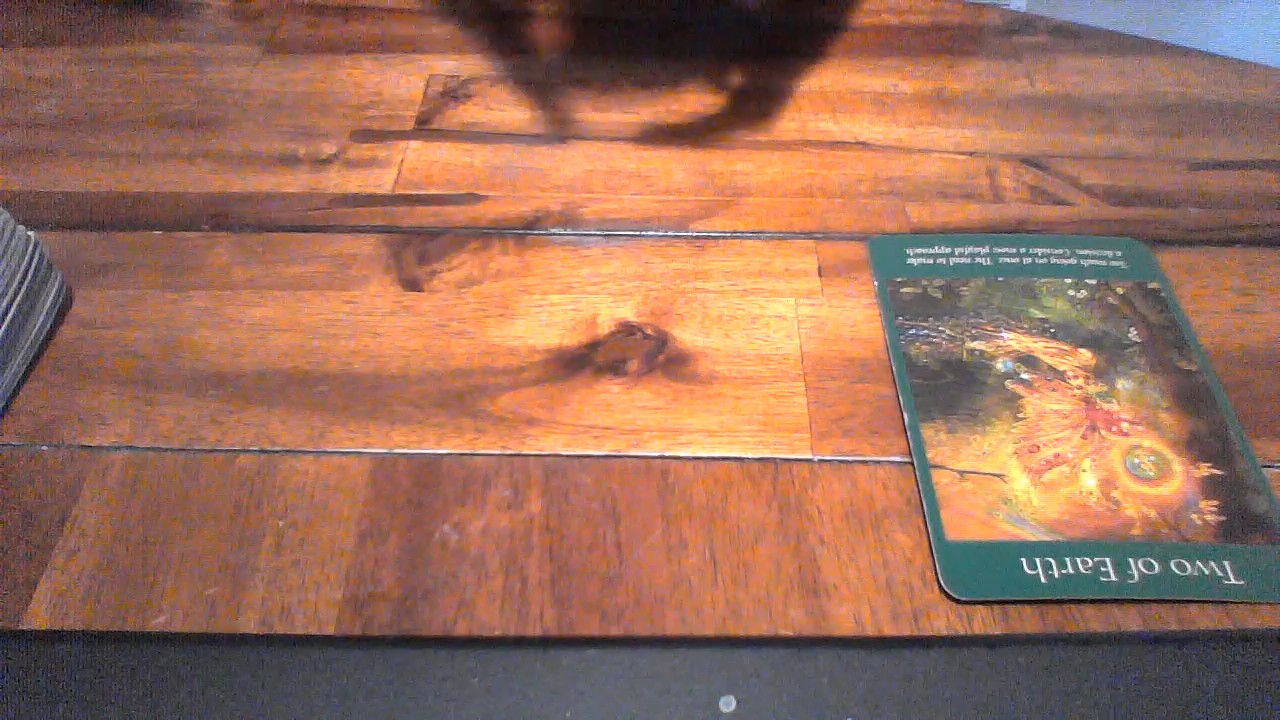 Two of Earth
Too much going on at once. The need to make
a decision. Consider a more playful approach.